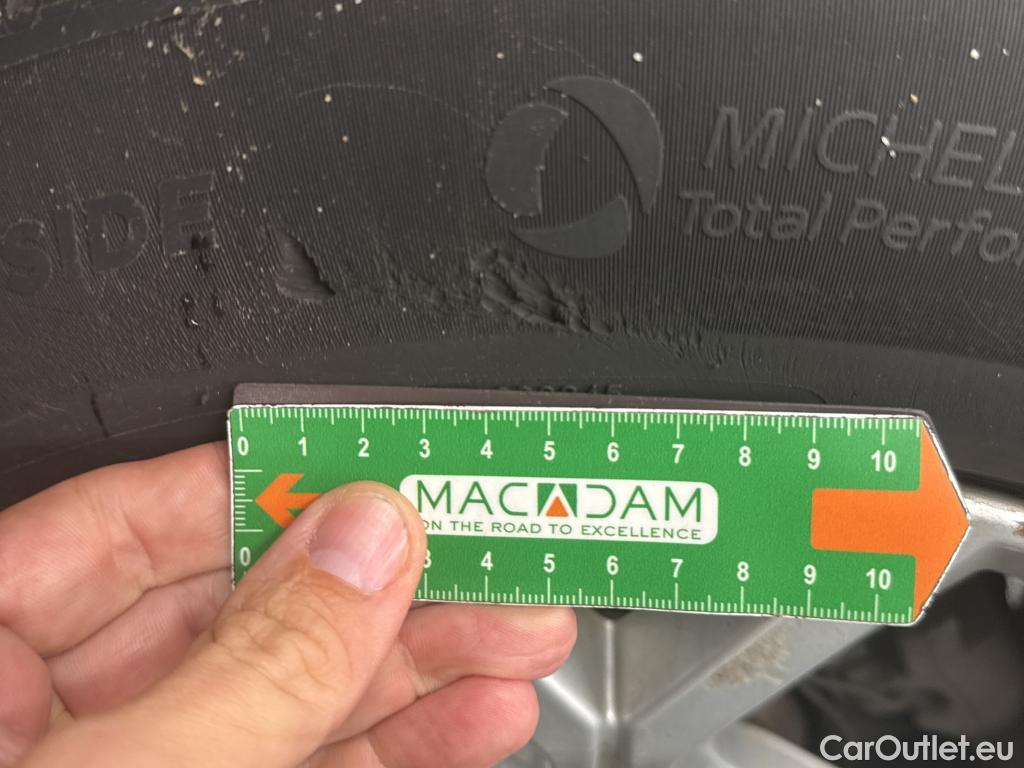 SIDE
MICHEL
Total Perfo
0 1 2 3 4 5 6 7 8 9 10
MACADAM
ON THE ROAD TO EXCELLENCE
0 3 4 5 6 7 8 9 10
CarOutlet.eu